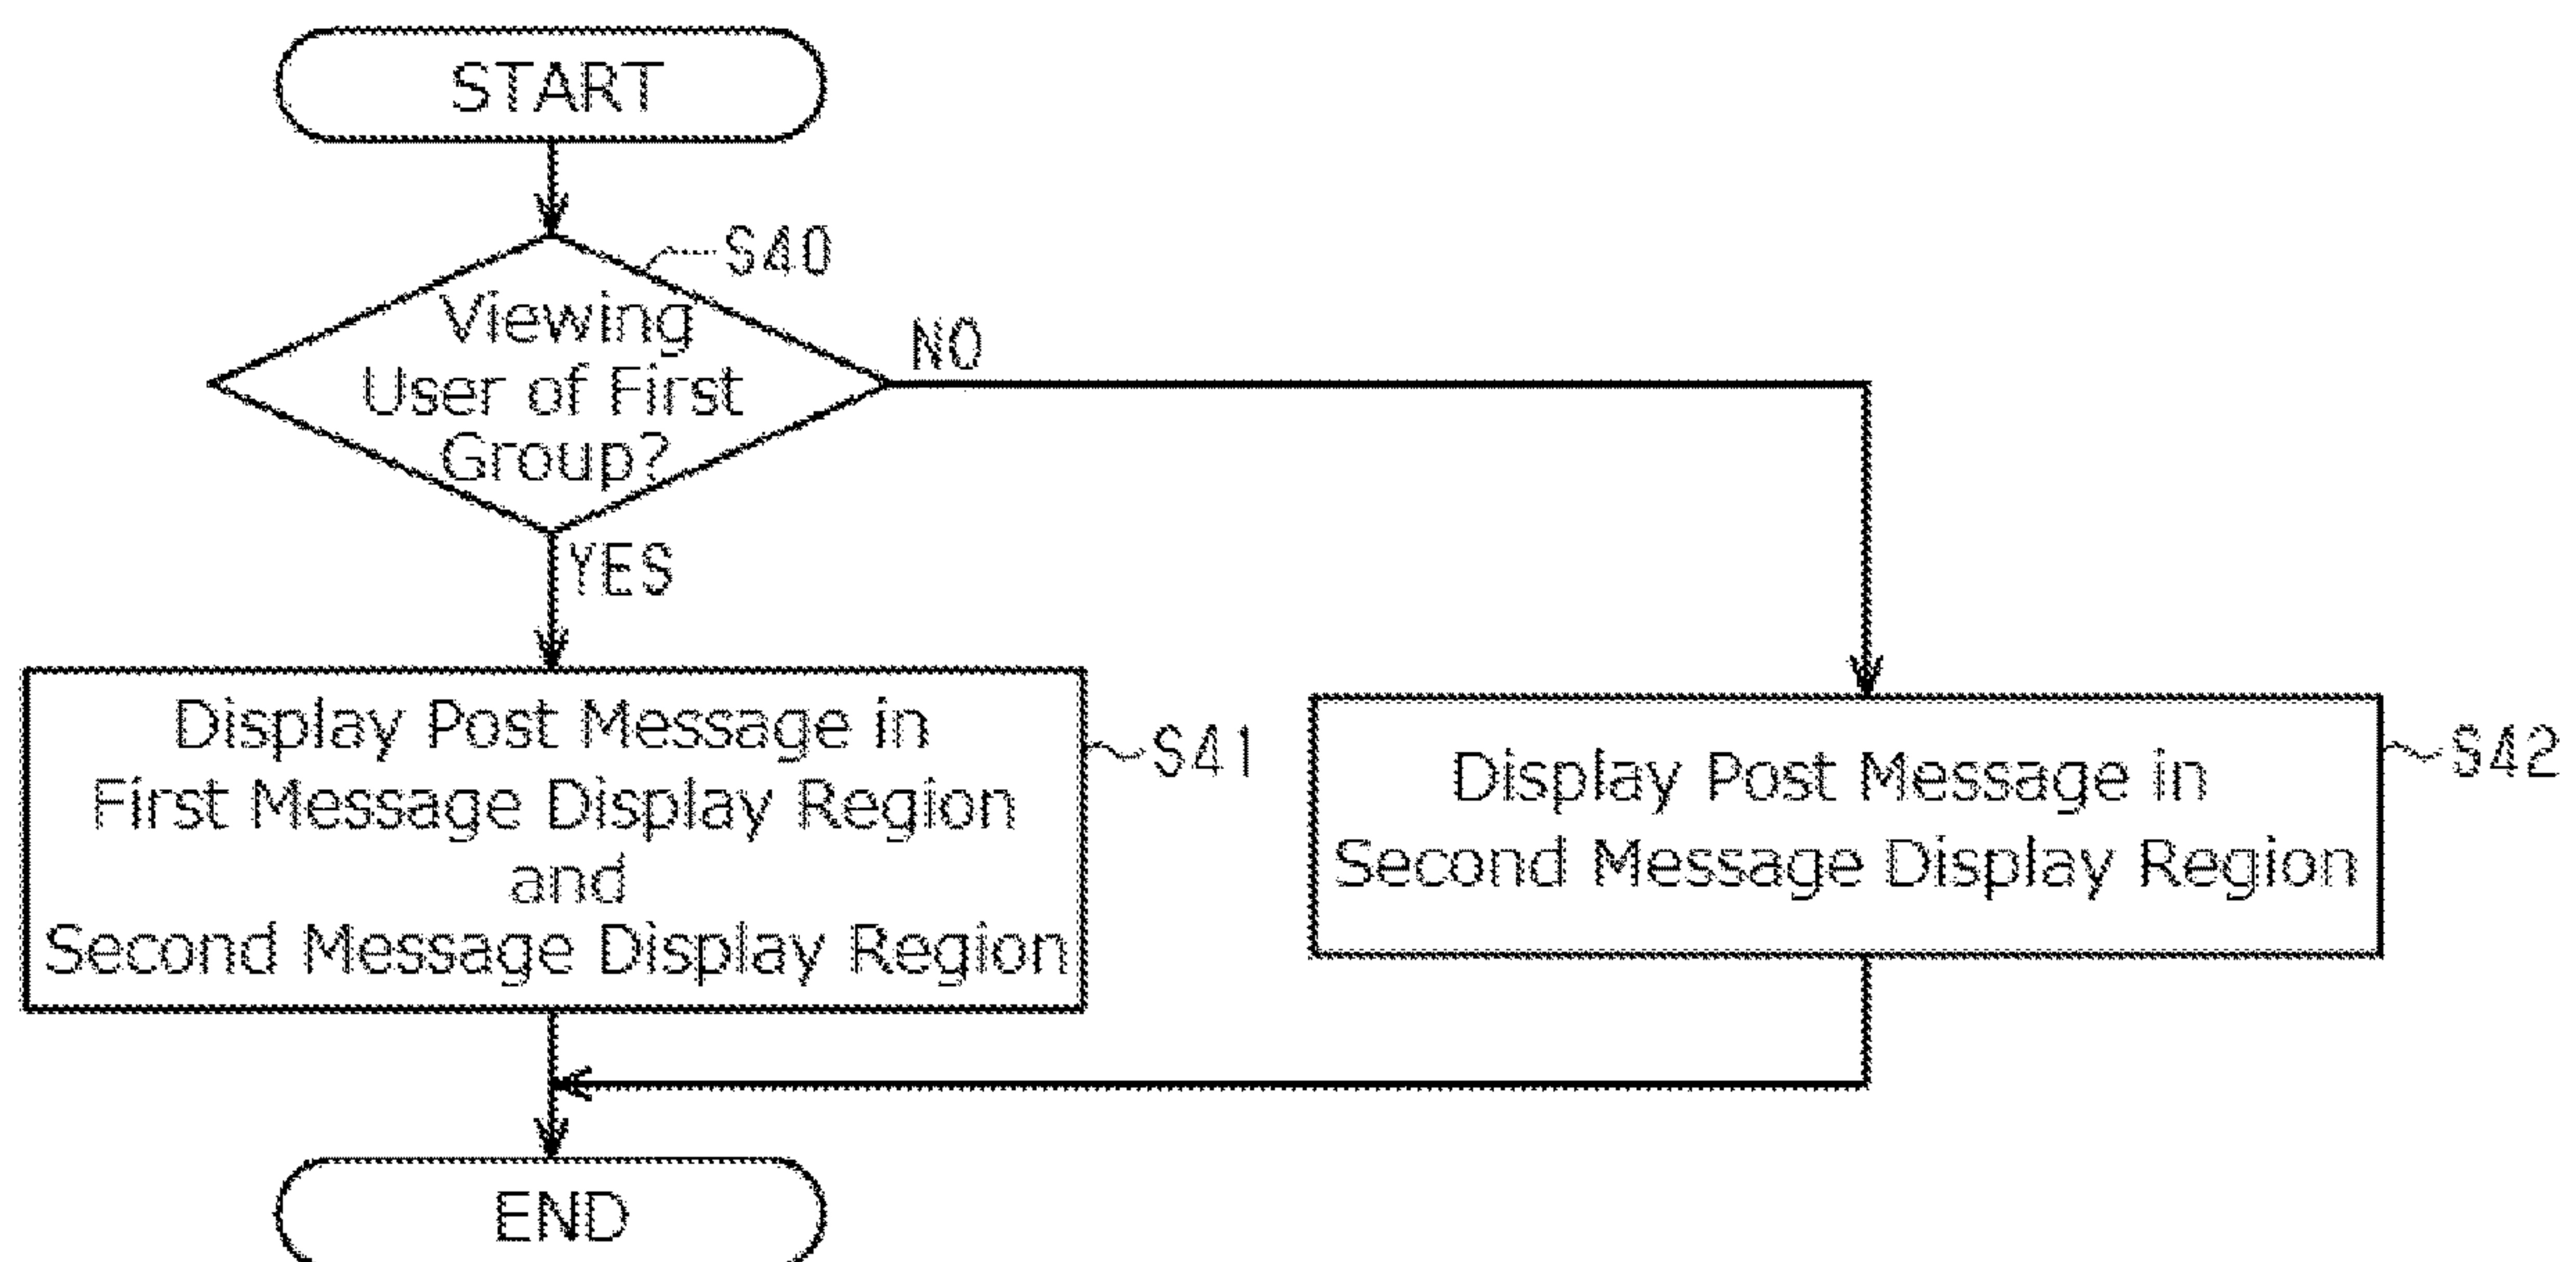 START
S40
Viewing
User of First
Group?
NO
YES
Display Post Message in
First Message Display Region
and
Second Message Display Region
S41
Display Post Message in
Second Message Display Region
S42
END